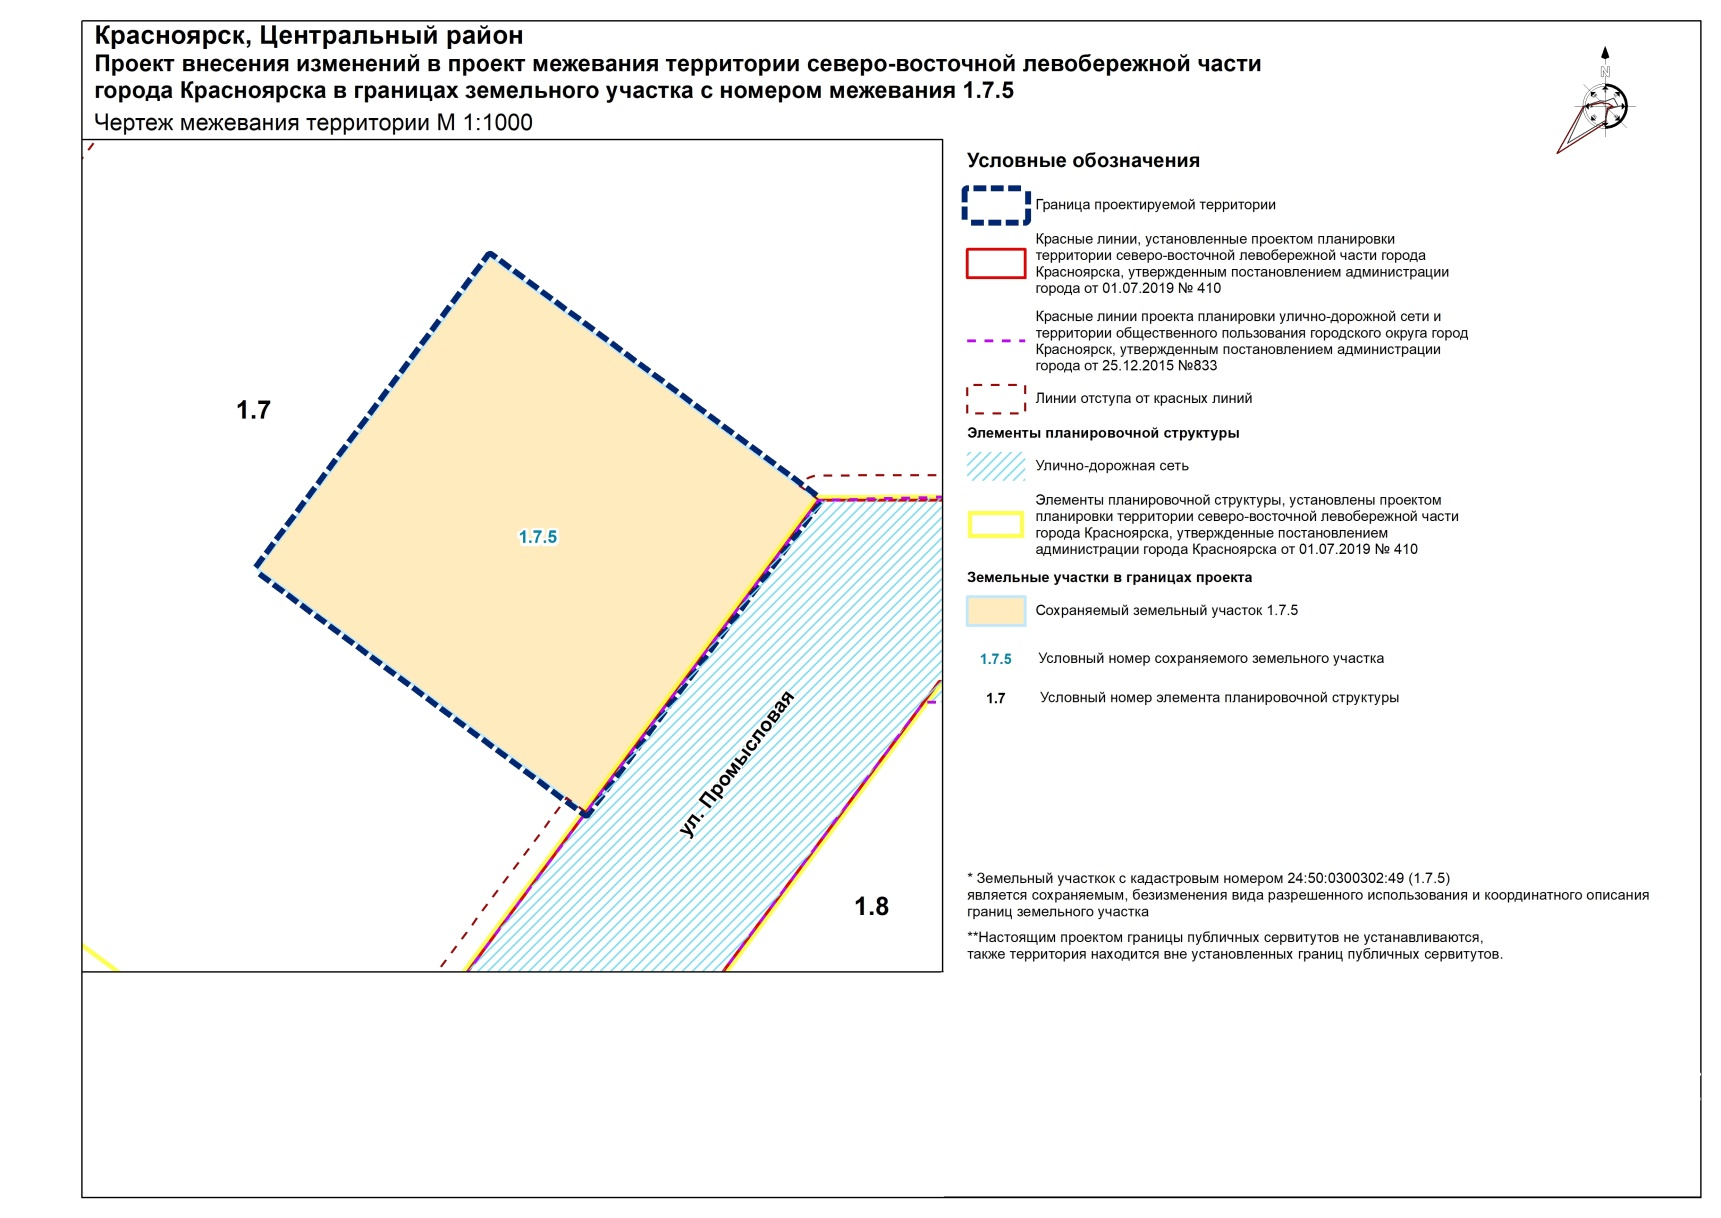 Красноярск, Центральный район
Проект внесения изменений в проект межевания территории северо-восточной левобережной части
города Красноярска в границах земельного участка с номером межевания 1.7.5
Чертеж межевания территории М 1:1000
N
1.7
1.7.5
ул. Промысловая
1.8
Условные обозначения
Граница проектируемой территории
Красные линии, установленные проектом планировки
территории северо-восточной левобережной части города
Красноярска, утвержденным постановлением администрации
города от 01.07.2019 № 410
Красные линии проекта планировки улично-дорожной сети и
территории общественного пользования городского округа город
Красноярск, утвержденным постановлением администрации
города от 25.12.2015 №833
Линии отступа от красных линий
Элементы планировочной структуры
Улично-дорожная сеть
Элементы планировочной структуры, установлены проектом
планировки территории северо-восточной левобережной части
города Красноярска, утвержденные постановлением
администрации города Красноярска от 01.07.2019 № 410
Земельные участки в границах проекта
Сохраняемый земельный участок 1.7.5
1.7.5 Условный номер сохраняемого земельного участка
1.7 Условный номер элемента планировочной структуры
* Земельный участкок с кадастровым номером 24:50:0300302:49 (1.7.5)
является сохраняемым, безизменения вида разрешенного использования и координатного описания
границ земельного участка
**Настоящим проектом границы публичных сервитутов не устанавливаются,
также территория находится вне установленных границ публичных сервитутов.